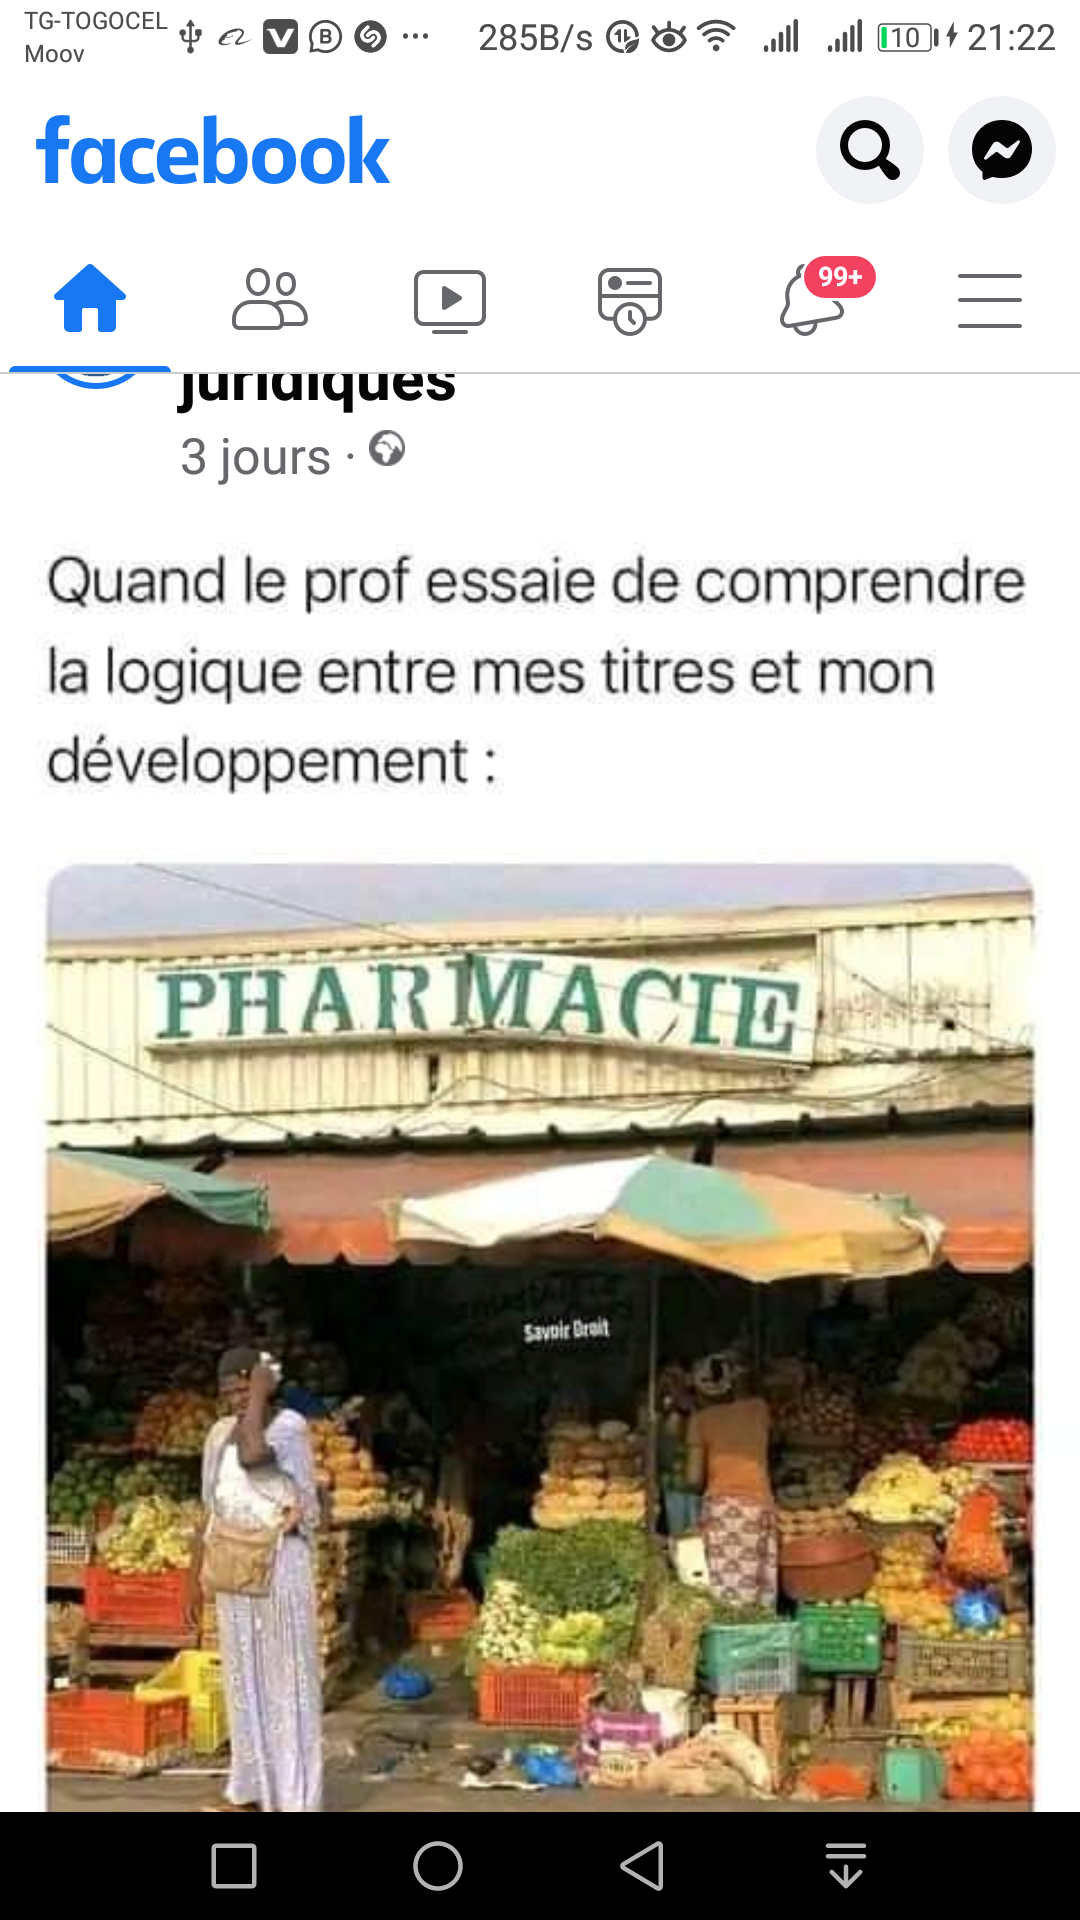 TG-TOGOCEL
Moov
285B/s
10
21:22
facebook
99+
juridiques
3 jours ·
Quand le prof essaie de comprendre
la logique entre mes titres et mon
développement :
PHARMACIE
Savoir Droit